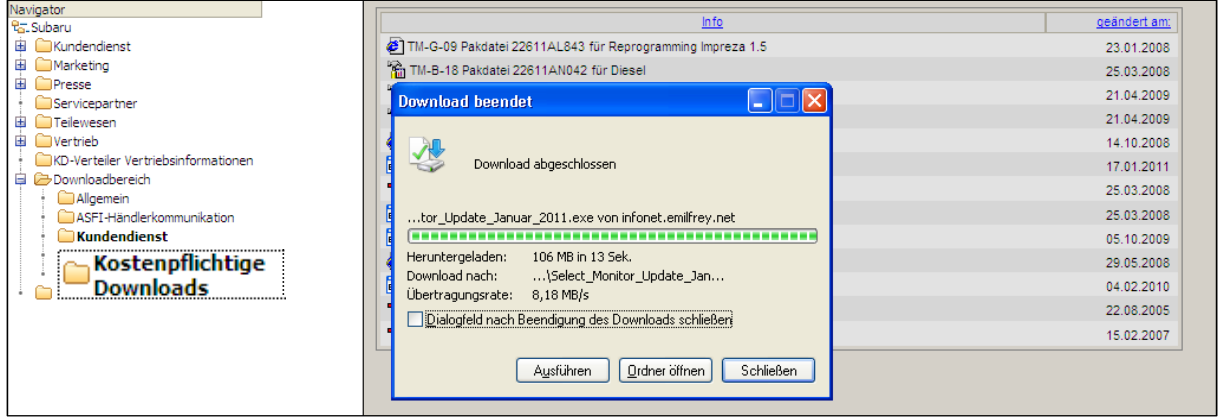 Navigator
Subaru
Kundendienst
Marketing
Presse
Servicepartner
Teilewesen
Vertrieb
KD-Verteiler Vertriebsinformationen
Downloadbereich
Allgemein
ASFI-Händlerkommunikation
Kundendienst
Kostenpflichtige
Downloads
Info geändert am:
TM-G-09 Pakdatei 22611AL843 für Reprogramming Impreza 1.5 23.01.2008
TM-B-18 Pakdatei 22611AN042 für Diesel 25.03.2008
21.04.2009
21.04.2009
14.10.2008
17.01.2011
25.03.2008
25.03.2008
05.10.2009
29.05.2008
04.02.2010
22.08.2005
15.02.2007
Download beendet
Download abgeschlossen
...tor_Update_Januar_2011.exe von infonet.emilfrey.net
Heruntergeladen: 106 MB in 13 Sek.
Download nach: ...\Select_Monitor_Update_Jan...
Übertragungsrate: 8,18 MB/s
Dialogfeld nach Beendigung des Downloads schließen
Ausführen Ordner öffnen Schließen